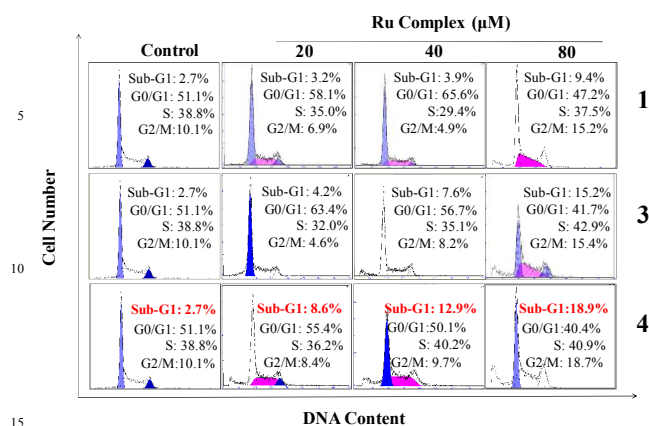 Ru Complex (µM)
Control 20 40 80
Sub-G1: 2.7%
G0/G1: 51.1%
S: 38.8%
G2/M:10.1%
Sub-G1: 3.2%
G0/G1: 58.1%
S: 35.0%
G2/M: 6.9%
Sub-G1: 3.9%
G0/G1: 65.6%
S:29.4%
G2/M:4.9%
Sub-G1: 9.4%
G0/G1: 47.2%
S: 37.5%
G2/M: 15.2%
1
5
Sub-G1: 2.7%
G0/G1: 51.1%
S: 38.8%
G2/M:10.1%
Sub-G1: 4.2%
G0/G1: 63.4%
S: 32.0%
G2/M: 4.6%
Sub-G1: 7.6%
G0/G1: 56.7%
S: 35.1%
G2/M: 8.2%
Sub-G1: 15.2%
G0/G1: 41.7%
S: 42.9%
G2/M: 15.4%
3
Cell Number
10
Sub-G1: 2.7%
G0/G1: 51.1%
S: 38.8%
G2/M:10.1%
Sub-G1: 8.6%
G0/G1: 55.4%
S: 36.2%
G2/M:8.4%
Sub-G1: 12.9%
G0/G1:50.1%
S: 40.2%
G2/M: 9.7%
Sub-G1:18.9%
G0/G1:40.4%
S: 40.9%
G2/M: 18.7%
4
15
DNA Content